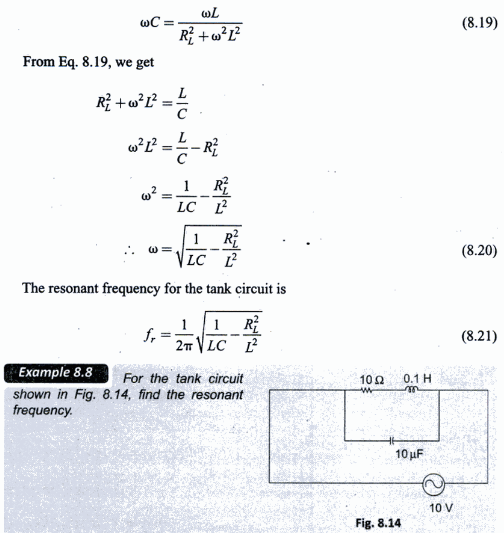 ωC = ωL / (R_L² + ω²L²) (8.19)
From Eq. 8.19, we get
R_L² + ω²L² = L/C
ω²L² = L/C − R_L²
ω² = 1/LC − R_L²/L²
∴ ω = √(1/LC − R_L²/L²) (8.20)
The resonant frequency for the tank circuit is
f_r = 1/2π √(1/LC − R_L²/L²) (8.21)
Example 8.8 For the tank circuit
shown in Fig. 8.14, find the resonant
frequency.
10 Ω 0.1 H
10 μF
10 V
Fig. 8.14